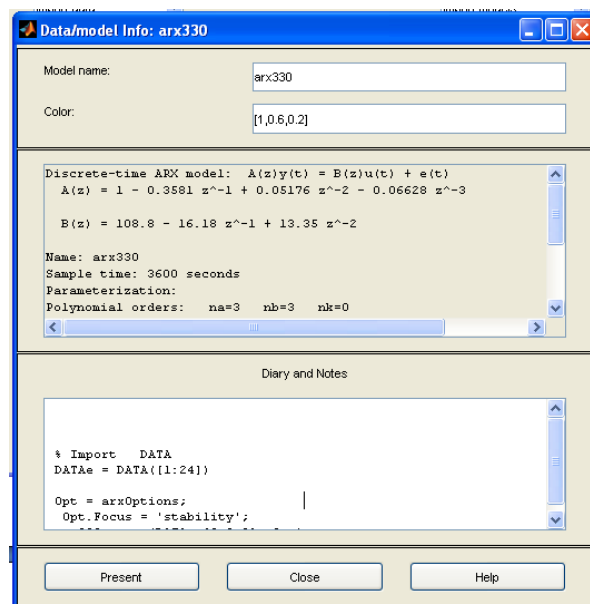 Data/model Info: arx330
Model name:
arx330
Color:
[1,0.6,0.2]
Discrete-time ARX model:  A(z)y(t) = B(z)u(t) + e(t)
A(z) = 1 - 0.3581 z^-1 + 0.05176 z^-2 - 0.06628 z^-3
B(z) = 108.8 - 16.18 z^-1 + 13.35 z^-2
Name: arx330
Sample time: 3600 seconds
Parameterization:
Polynomial orders:   na=3   nb=3   nk=0
Diary and Notes
% Import   DATA
DATAe = DATA([1:24])
Opt = arxOptions;
Opt.Focus = 'stability';
Present
Close
Help